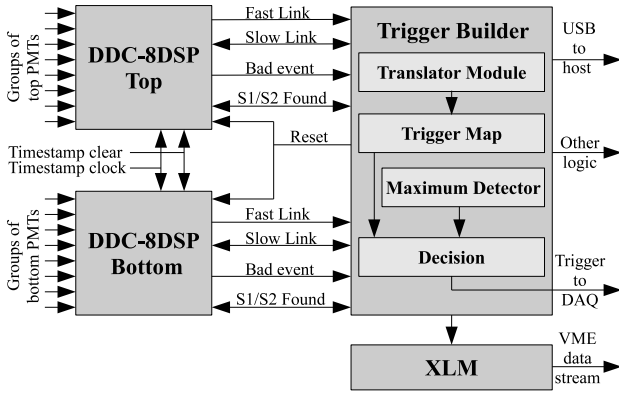 Groups of
top PMTs
DDC-8DSP
Top
Fast Link
Slow Link
Bad event
S1/S2 Found
Reset
Timestamp clear
Timestamp clock
Groups of
bottom PMTs
DDC-8DSP
Bottom
Fast Link
Slow Link
Bad event
S1/S2 Found
Trigger Builder
Translator Module
Trigger Map
Maximum Detector
Decision
XLM
USB
to
host
Other
logic
Trigger
to
DAQ
VME
data
stream